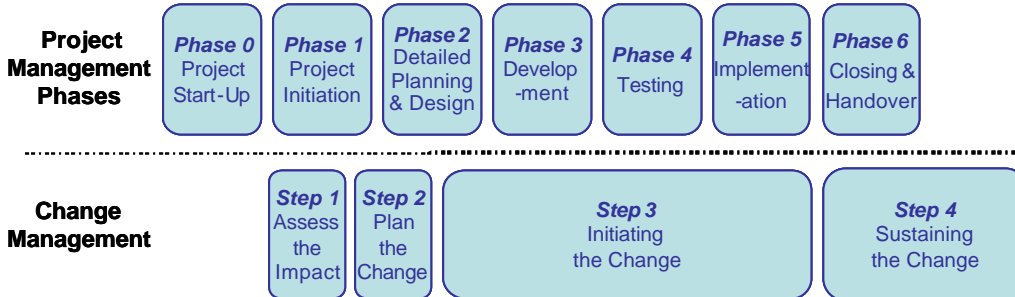 Project
Management
Phases
Phase 0
Project
Start-Up
Phase 1
Project
Initiation
Phase 2
Detailed
Planning
& Design
Phase 3
Develop
-ment
Phase 4
Testing
Phase 5
Implement
-ation
Phase 6
Closing &
Handover
Change
Management
Step 1
Assess
the
Impact
Step 2
Plan
the
Change
Step 3
Initiating
the Change
Step 4
Sustaining
the Change